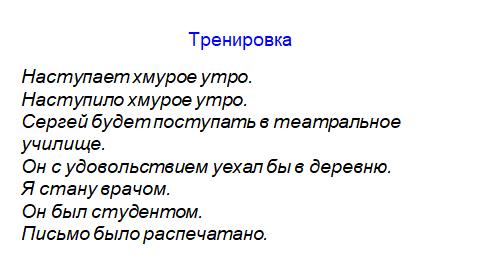 Тренировка
Наступает хмурое утро.
Наступило хмурое утро.
Сергей будет поступать в театральное
училище.
Он с удовольствием уехал бы в деревню.
Я стану врачом.
Он был студентом.
Письмо было распечатано.